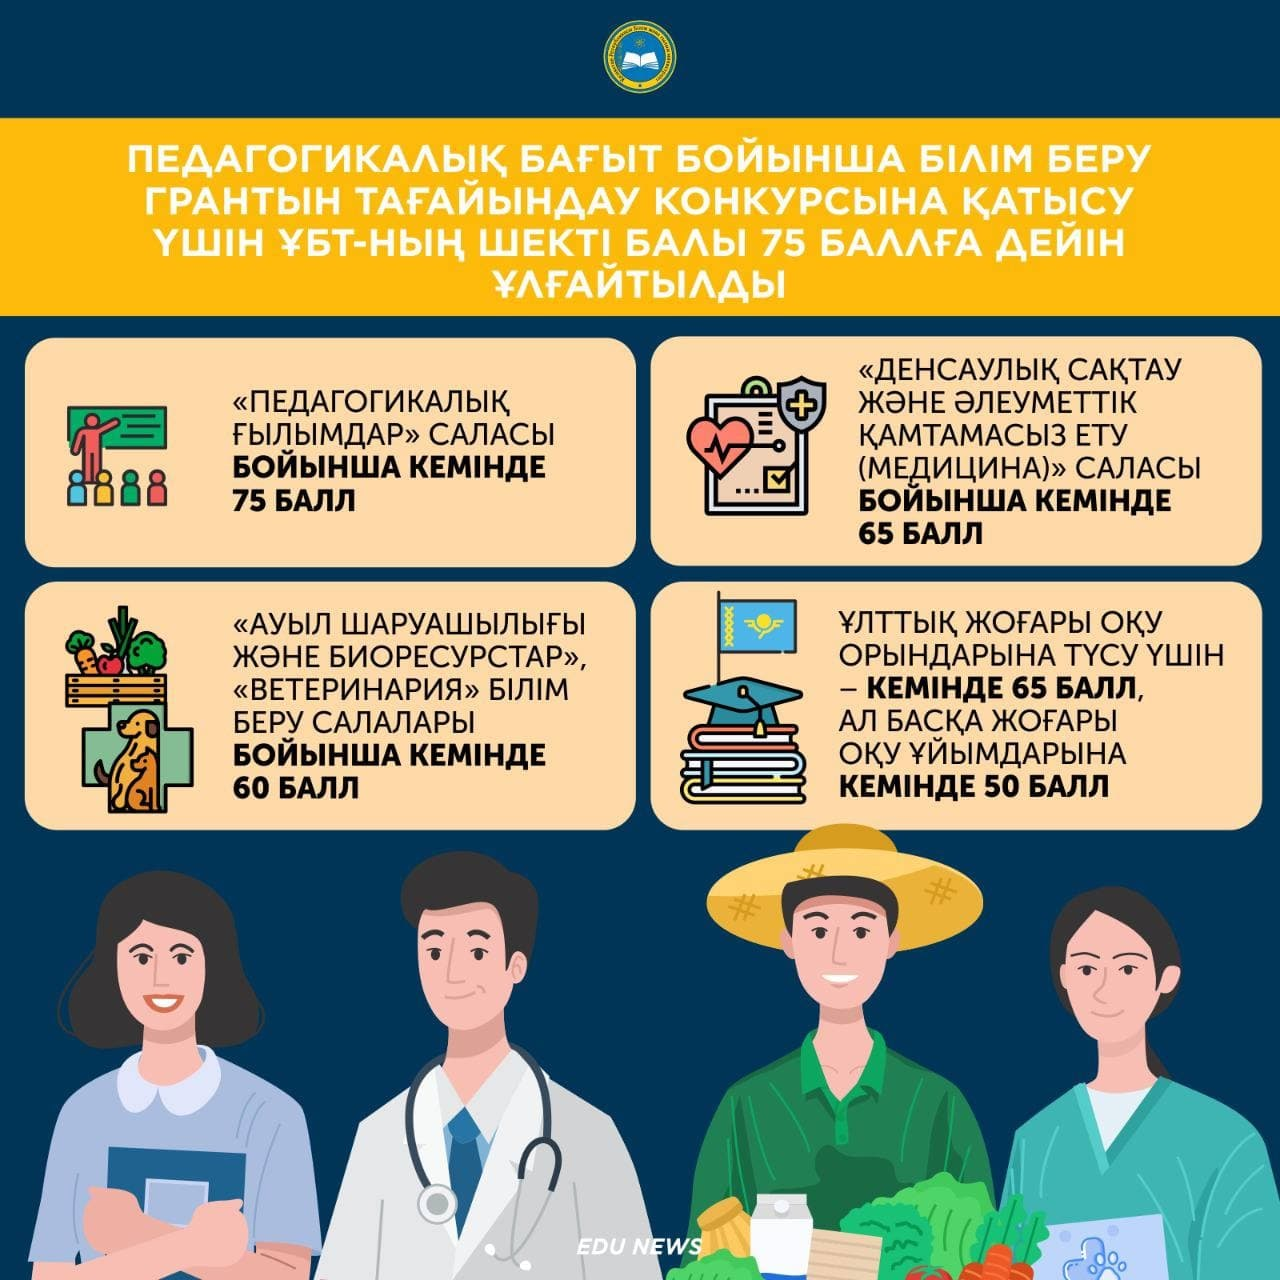 ПЕДАГОГИКАЛЫҚ БАҒЫТ БОЙЫНША БІЛІМ БЕРУ
ГРАНТЫН ТАҒАЙЫНДАУ КОНКУРСЫНА ҚАТЫСУ
ҮШІН ҰБТ-НЫҢ ШЕКТІ БАЛЫ 75 БАЛЛҒА ДЕЙІН
ҰЛҒАЙТЫЛДЫ
«ПЕДАГОГИКАЛЫҚ
ҒЫЛЫМДАР» САЛАСЫ
БОЙЫНША КЕМІНДЕ
75 БАЛЛ
«ДЕНСАУЛЫҚ САҚТАУ
ЖӘНЕ ӘЛЕУМЕТТІК
ҚАМТАМАСЫЗ ЕТУ
(МЕДИЦИНА)» САЛАСЫ
БОЙЫНША КЕМІНДЕ
65 БАЛЛ
«АУЫЛ ШАРУАШЫЛЫҒЫ
ЖӘНЕ БИОРЕСУРСТАР»,
«ВЕТЕРИНАРИЯ» БІЛІМ
БЕРУ САЛАЛАРЫ
БОЙЫНША КЕМІНДЕ
60 БАЛЛ
ҰЛТТЫҚ ЖОҒАРЫ ОҚУ
ОРЫНДАРЫНА ТҮСУ ҮШІН
– КЕМІНДЕ 65 БАЛЛ,
АЛ БАСҚА ЖОҒАРЫ
ОҚУ ҰЙЫМДАРЫНА
КЕМІНДЕ 50 БАЛЛ
EDU NEWS